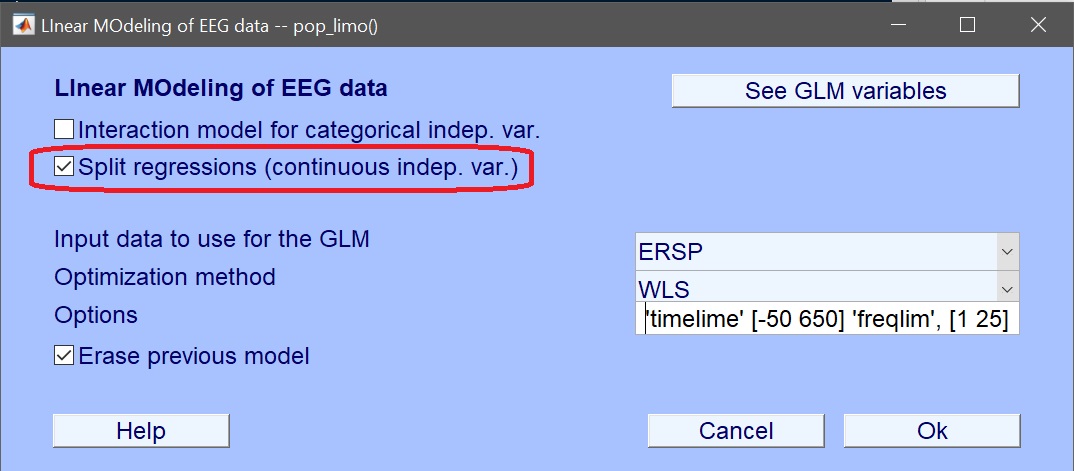 LInear MOdeling of EEG data -- pop_limo()
LInear MOdeling of EEG data
See GLM variables
Interaction model for categorical indep. var.
Split regressions (continuous indep. var.)
Input data to use for the GLM
ERSP
Optimization method
WLS
Options
'timelime' [-50 650] 'freqlim', [1 25]
Erase previous model
Help
Cancel
Ok